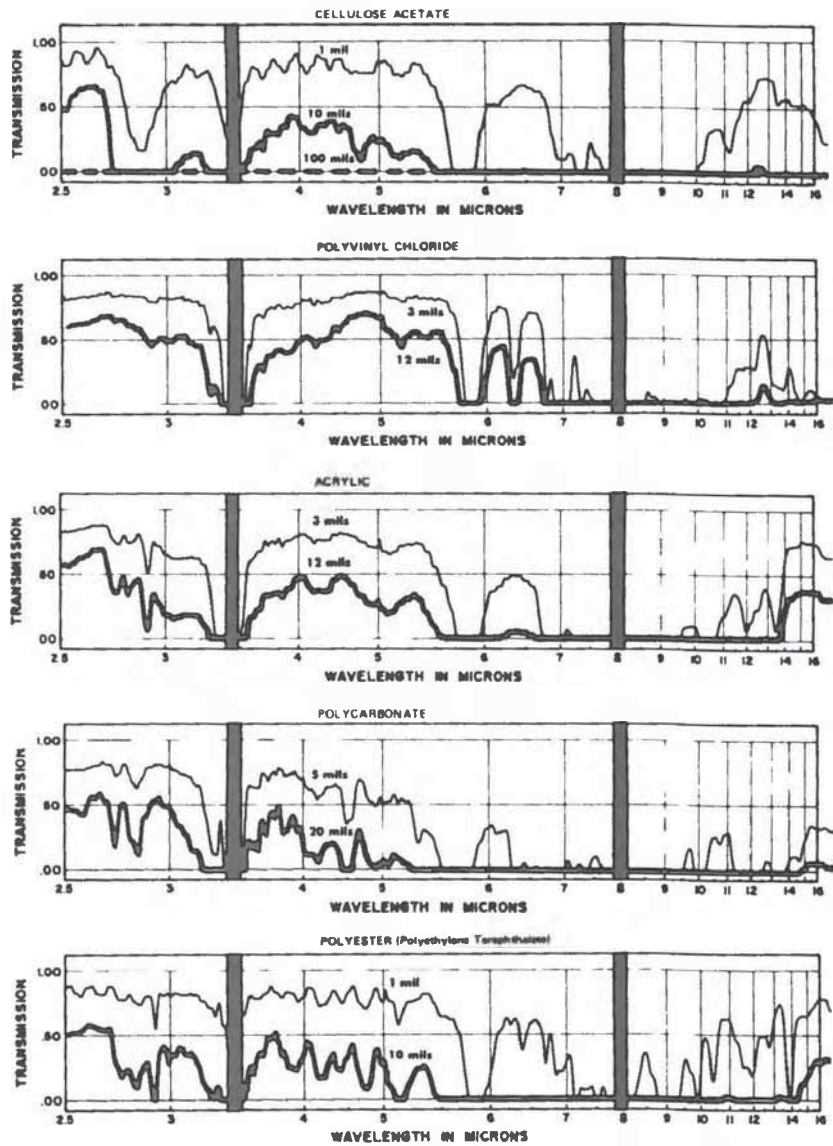 CELLULOSE ACETATE
TRANSMISSION
1.00
.50
.00
1 mil
10 mils
100 mils
2.5 3 4 5 6 7 8 9 10 11 12 14 16
WAVELENGTH IN MICRONS
POLYVINYL CHLORIDE
TRANSMISSION
1.00
.50
.00
3 mils
12 mils
2.5 3 4 5 6 7 8 9 10 11 12 14 16
WAVELENGTH IN MICRONS
ACRYLIC
TRANSMISSION
1.00
.50
.00
3 mils
12 mils
2.5 3 4 5 6 7 8 9 10 11 12 14 16
WAVELENGTH IN MICRONS
POLYCARBONATE
TRANSMISSION
1.00
.50
.00
5 mils
20 mils
2.5 3 4 5 6 7 8 9 10 11 12 14 16
WAVELENGTH IN MICRONS
POLYESTER (Polyethylene Teraphthalate)
TRANSMISSION
1.00
.50
.00
1 mil
10 mils
2.5 3 4 5 6 7 8 9 10 11 12 14 16
WAVELENGTH IN MICRONS